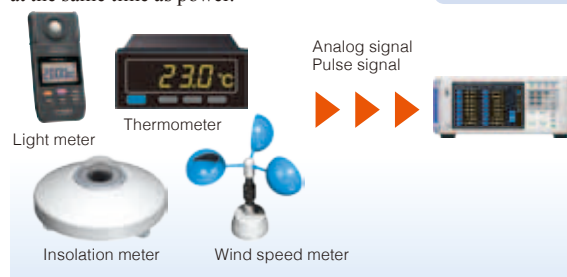 at the same time as power.
Analog signal
Pulse signal
23.0 °C
Thermometer
Light meter
Insolation meter
Wind speed meter